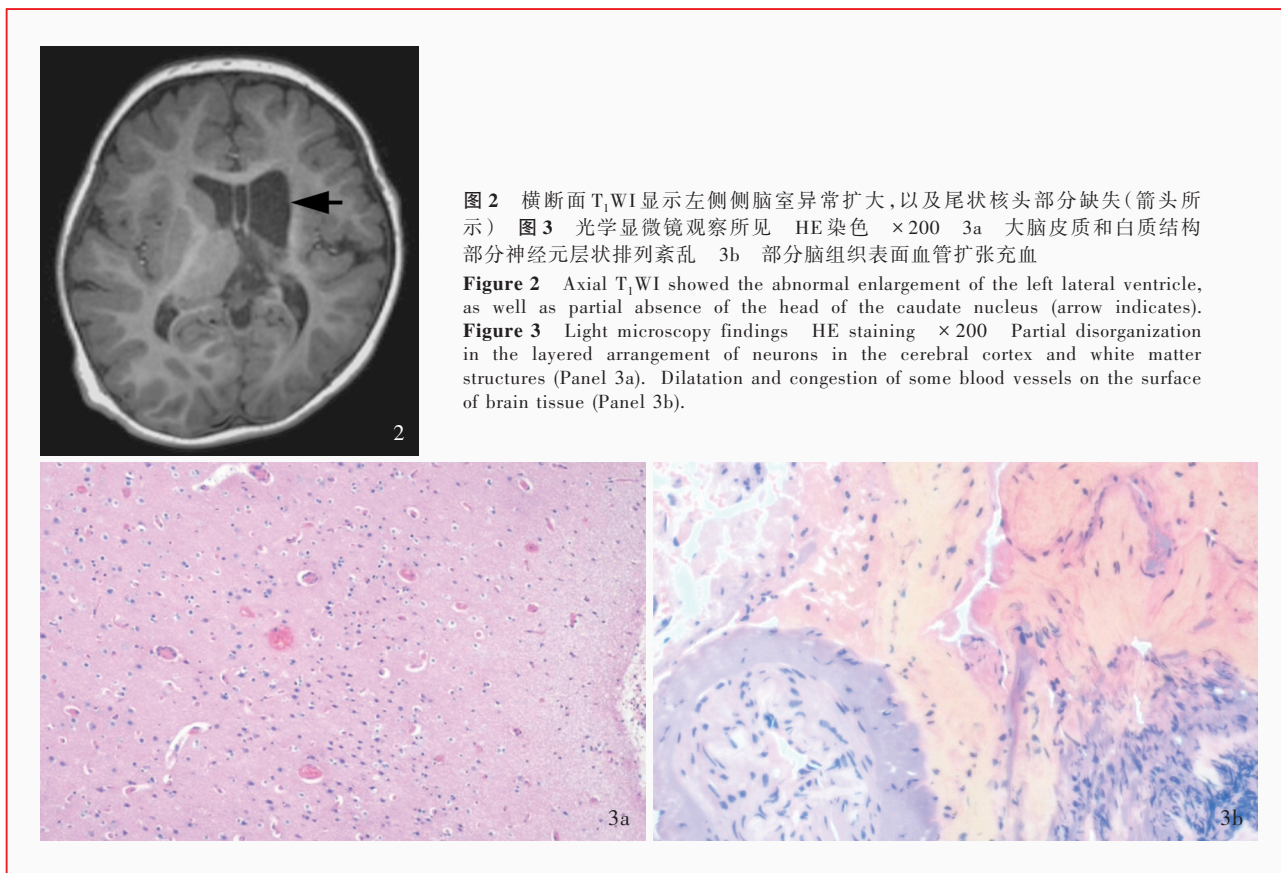 图2 横断面T₁WI显示左侧侧脑室异常扩大,以及尾状核头部分缺失(箭头所
示) 图3 光学显微镜观察所见 HE染色 ×200 3a 大脑皮质和白质结构
部分神经元层状排列紊乱 3b 部分脑组织表面血管扩张充血
Figure 2 Axial T₁WI showed the abnormal enlargement of the left lateral ventricle,
as well as partial absence of the head of the caudate nucleus (arrow indicates).
Figure 3 Light microscopy findings HE staining ×200 Partial disorganization
in the layered arrangement of neurons in the cerebral cortex and white matter
structures (Panel 3a). Dilatation and congestion of some blood vessels on the surface
of brain tissue (Panel 3b).
2
3a
3b